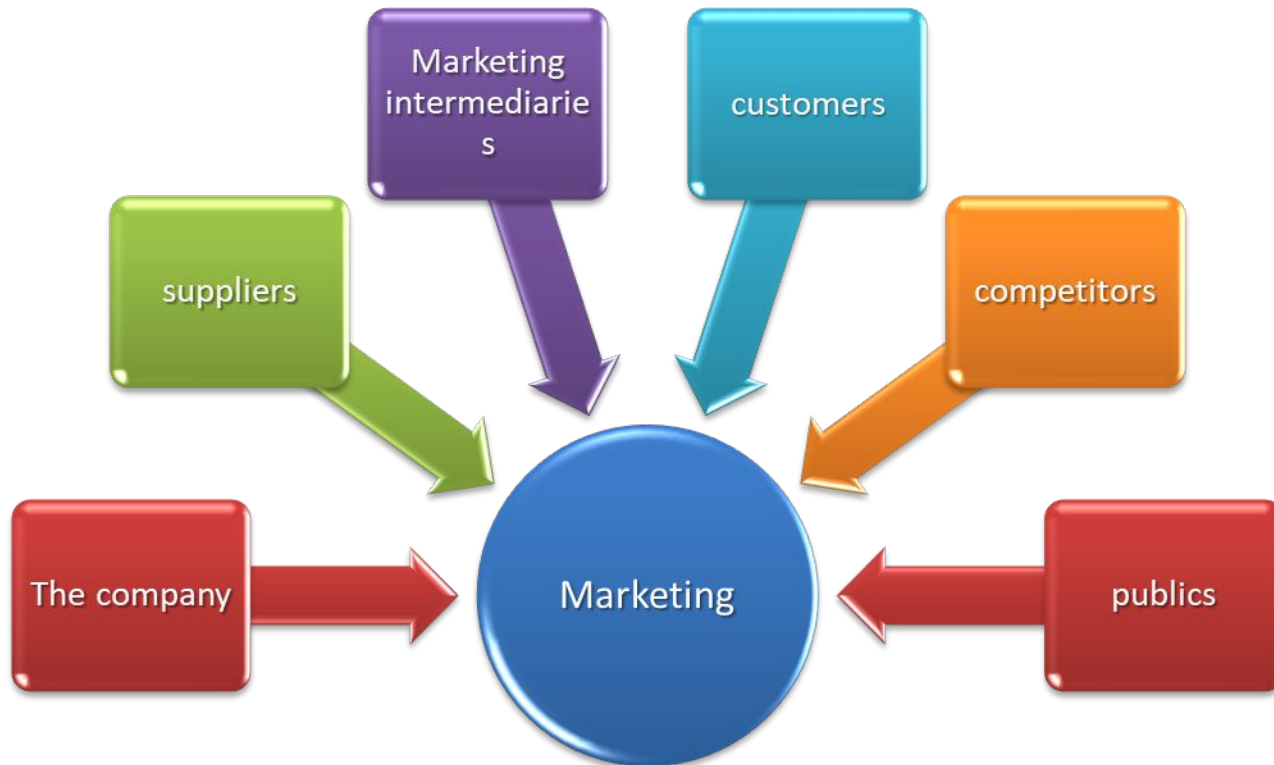 Marketing
intermediarie
s
customers
suppliers
competitors
The company
Marketing
publics